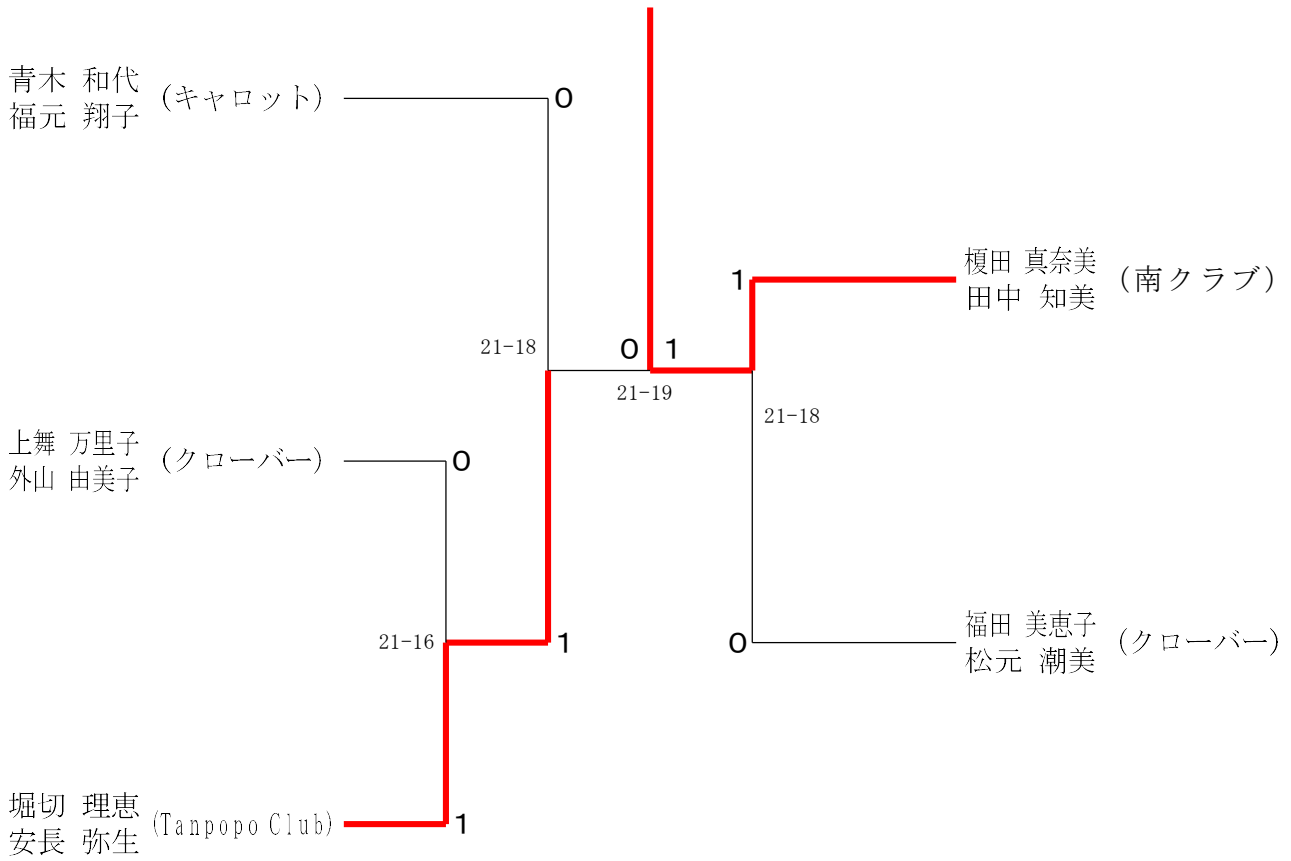 青木 和代
福元 翔子
(キャロット)
0
榎田 真奈美
田中 知美
(南クラブ)
1
21-18
0 1
21-19
21-18
上舞 万里子
外山 由美子
(クローバー)
0
21-16
1
福田 美恵子
松元 潮美
(クローバー)
0
堀切 理恵
安長 弥生
(Tanpopo Club)
1